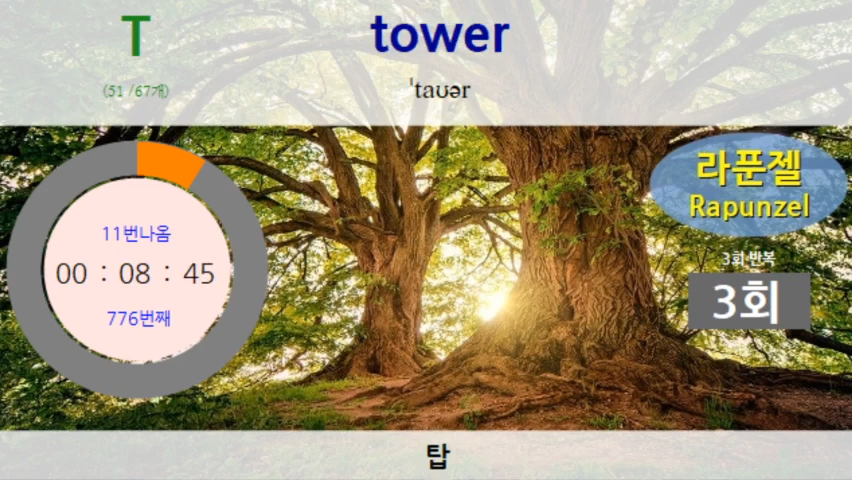 T
tower
(51 /67개)
ˈtaʊər
라푼젤
Rapunzel
11번나옴
00 : 08 : 45
776번째
3회 반복
3회
탑